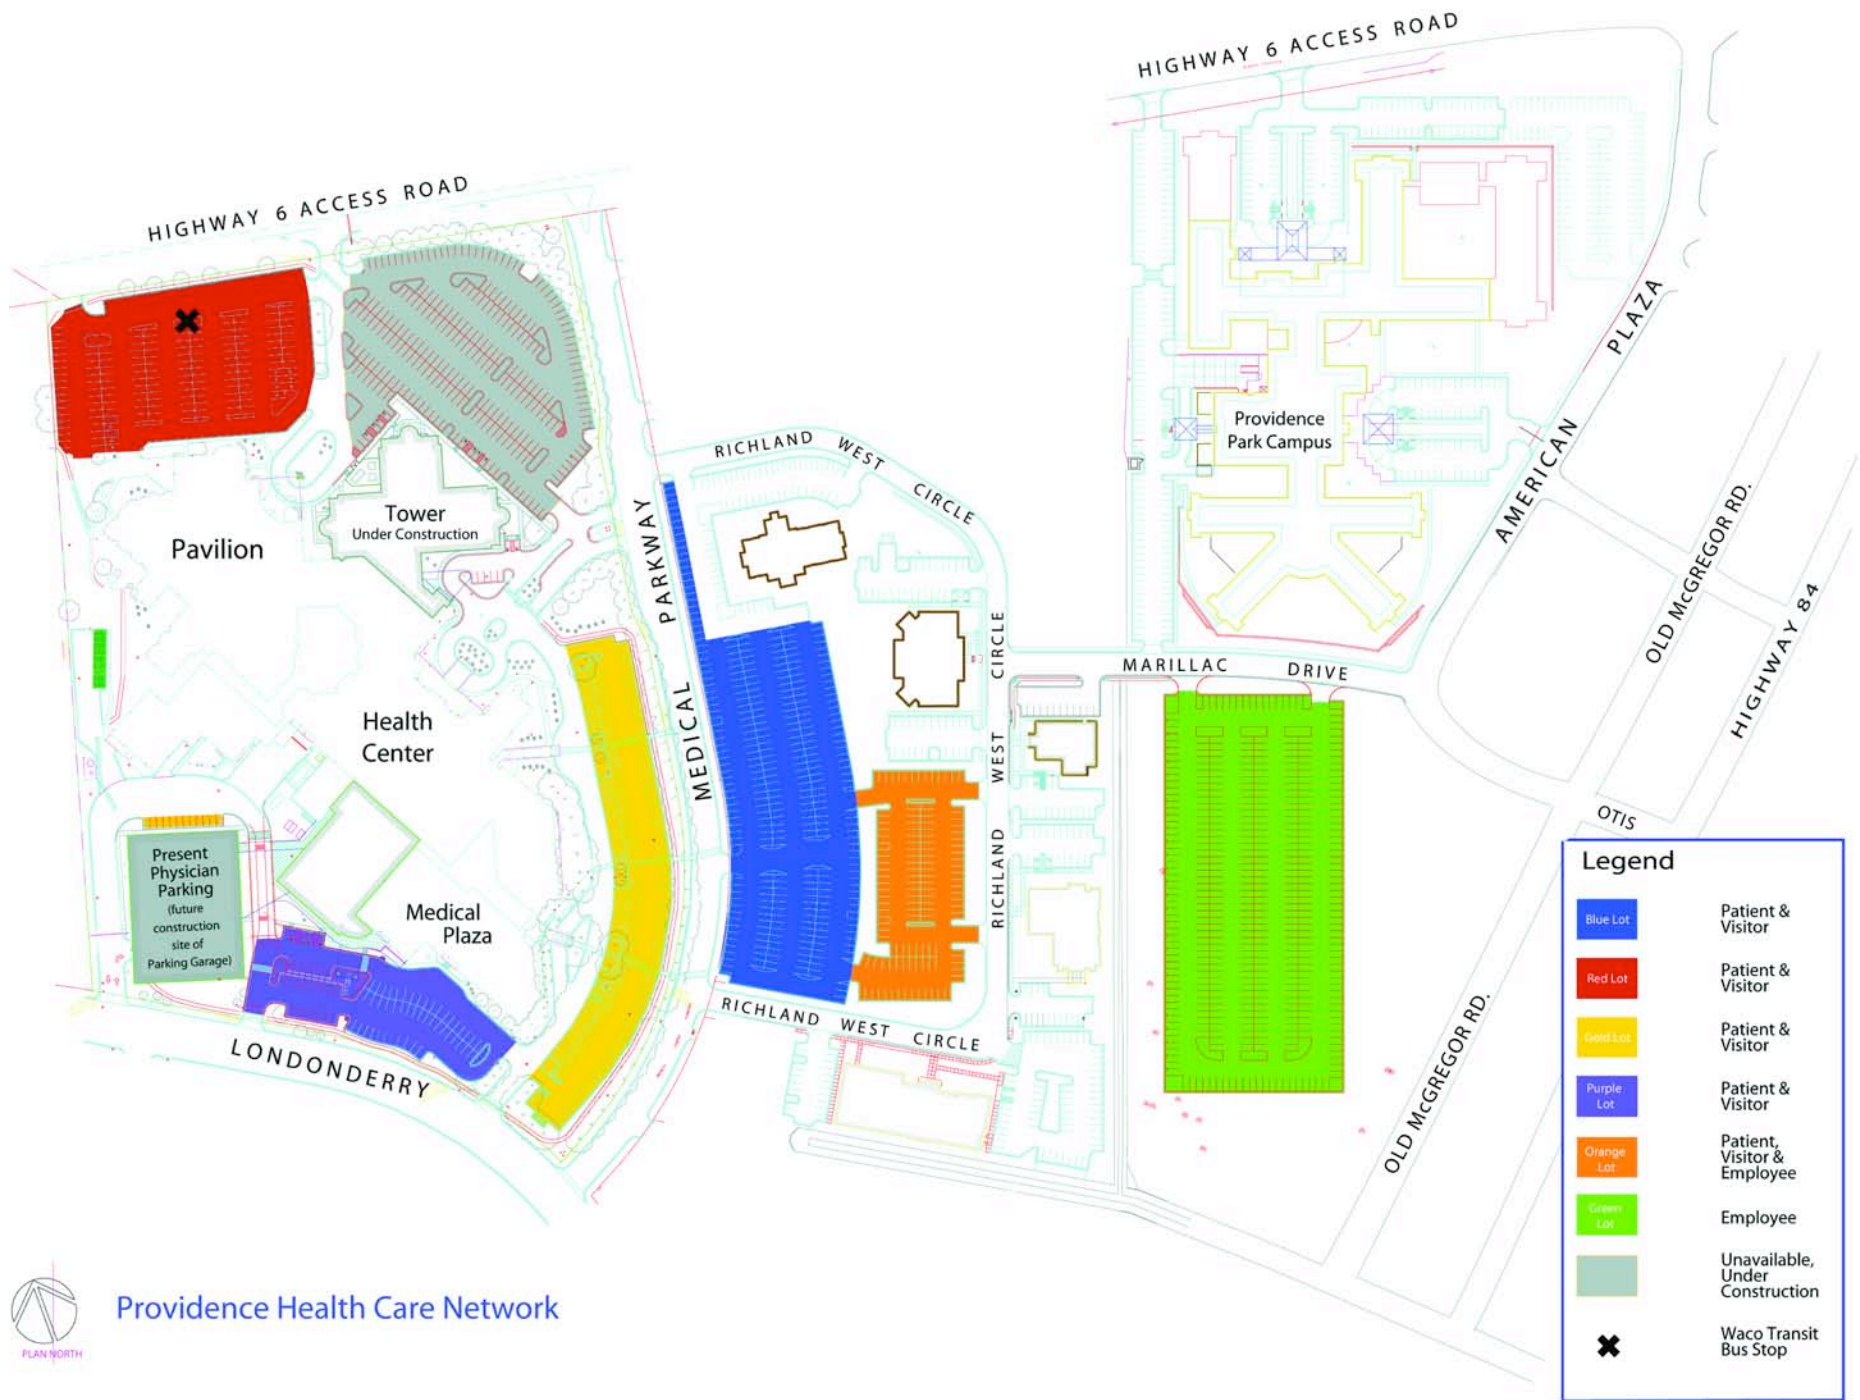 HIGHWAY 6 ACCESS ROAD
HIGHWAY 6 ACCESS ROAD
AMERICAN PLAZA
Providence
Park Campus
RICHLAND WEST CIRCLE
Tower
Under Construction
Pavilion
MEDICAL PARKWAY
OLD McGREGOR RD.
HIGHWAY 84
RICHLAND WEST CIRCLE
MARILLAC DRIVE
Health
Center
OTIS
Present
Physician
Parking
(future
construction
site of
Parking Garage)
Medical
Plaza
RICHLAND WEST CIRCLE
LONDONDERRY
OLD McGREGOR RD.
Legend
Blue Lot
Patient &
Visitor
Red Lot
Patient &
Visitor
Gold Lot
Patient &
Visitor
Purple
Lot
Patient &
Visitor
Orange
Lot
Patient,
Visitor &
Employee
Green
Lot
Employee
Unavailable,
Under
Construction
Waco Transit
Bus Stop
PLAN NORTH
Providence Health Care Network